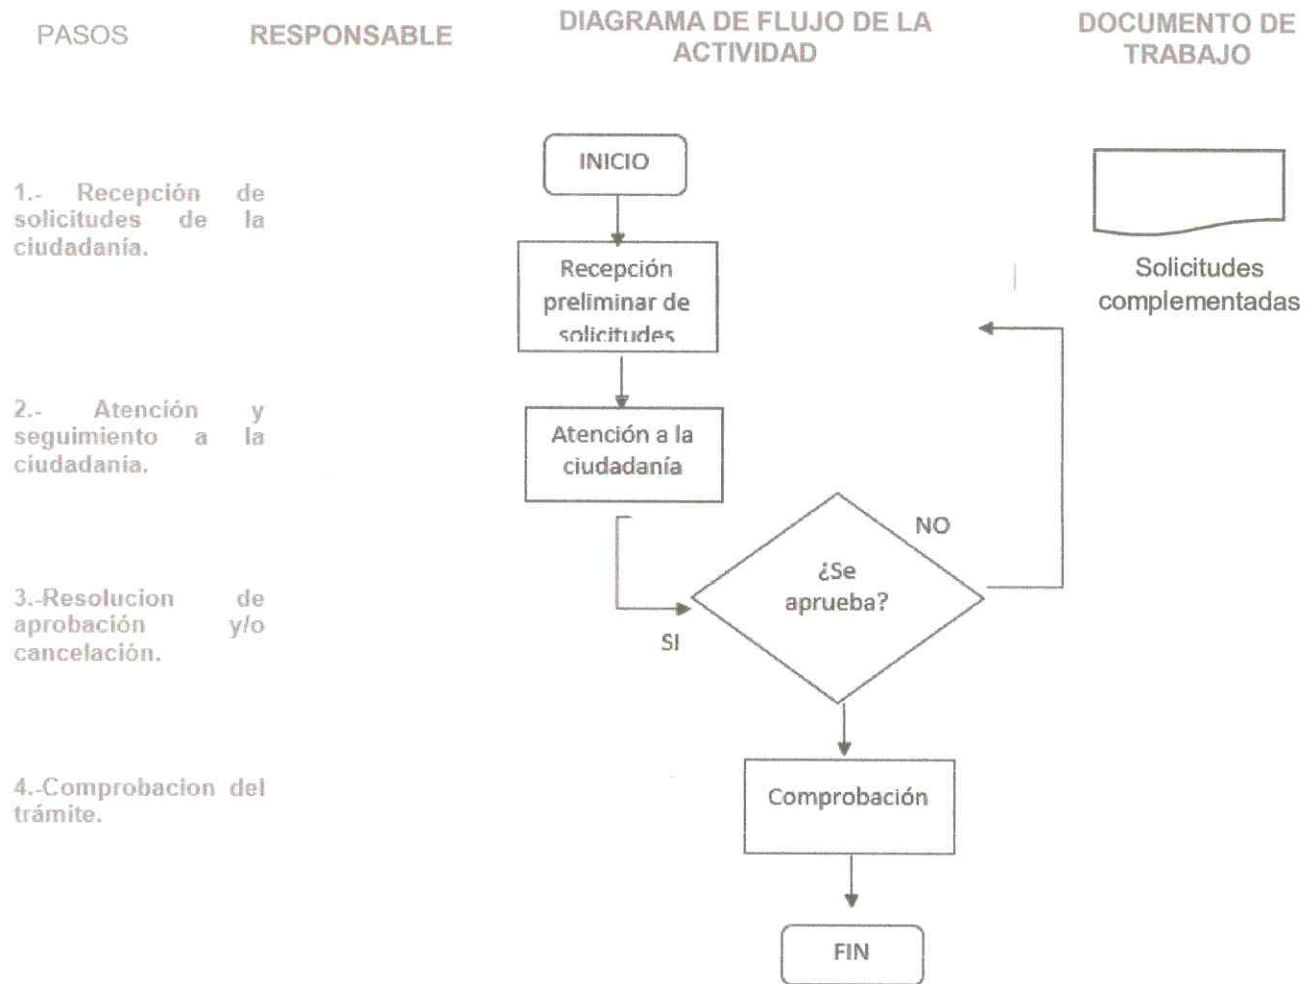 PASOS
RESPONSABLE
DIAGRAMA DE FLUJO DE LA
ACTIVIDAD
DOCUMENTO DE
TRABAJO
1.- Recepción de
solicitudes de la
ciudadanía.
2.- Atención y
seguimiento a la
ciudadanía.
3.-Resolucion de
aprobación y/o
cancelación.
4.-Comprobacion del
trámite.
INICIO
Recepción
preliminar de
solicitudes
Atención a la
ciudadanía
¿Se
aprueba?
NO
SI
Comprobación
FIN
Solicitudes
complementadas